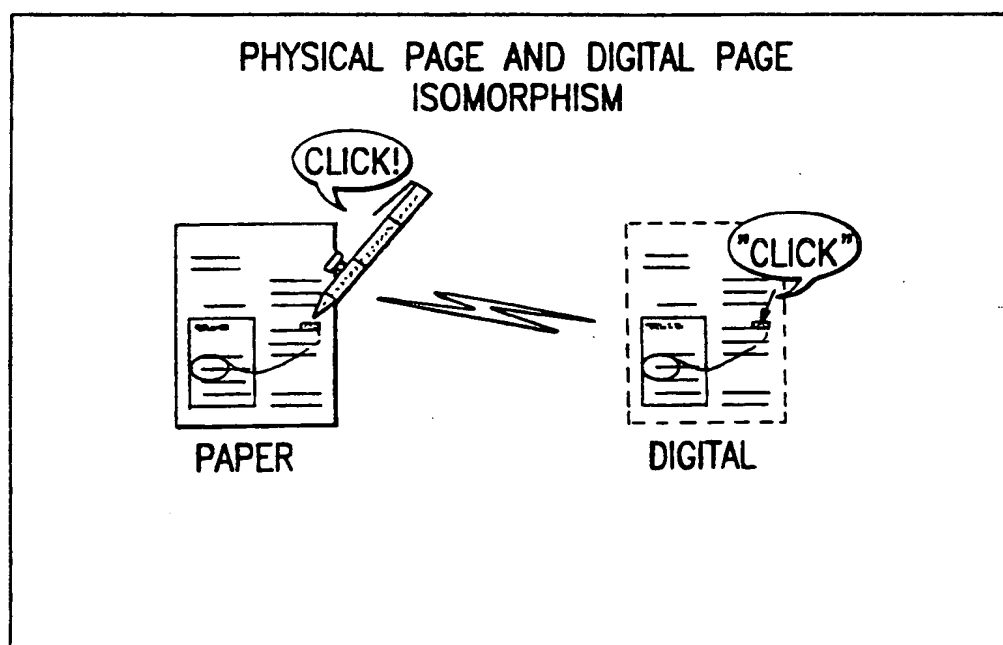 PHYSICAL PAGE AND DIGITAL PAGE
ISOMORPHISM
CLICK!
"CLICK"
PAPER
DIGITAL